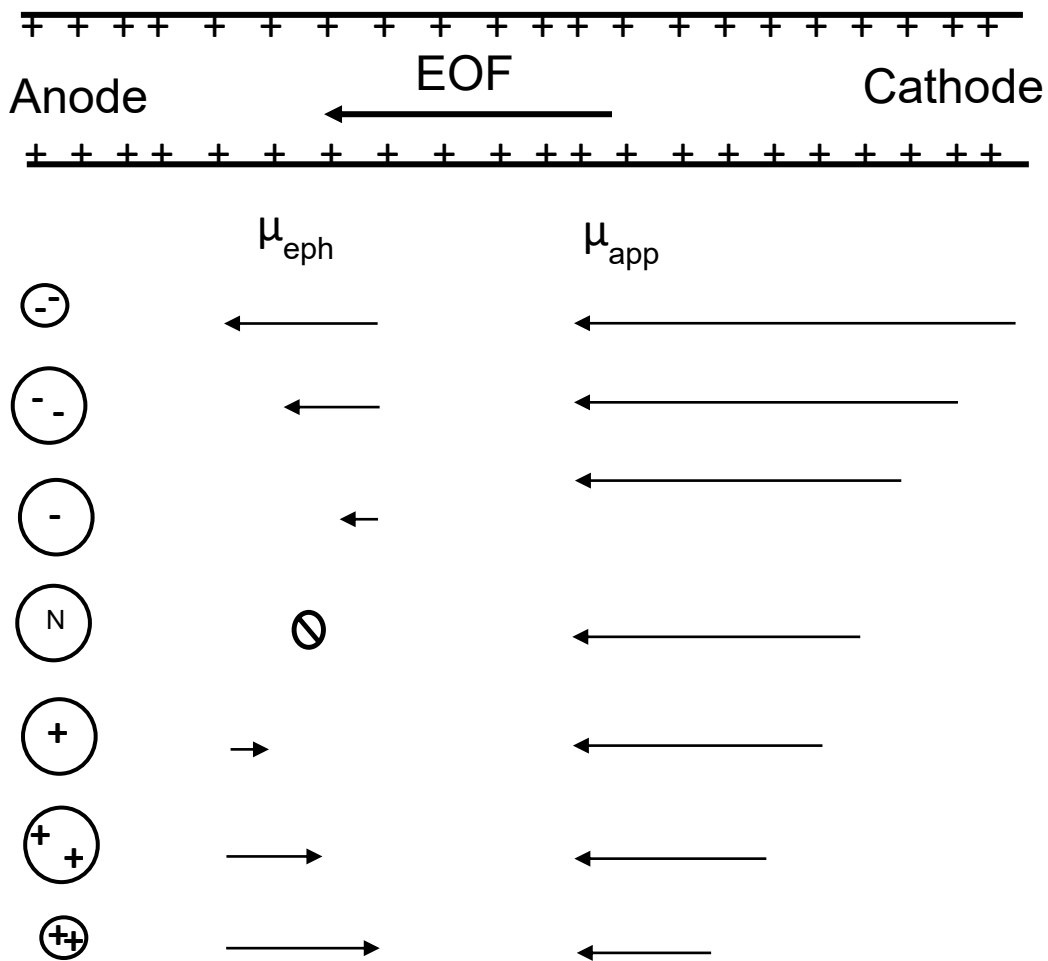 + + + + + + + + + + + + + + + + + + + +
EOF
Anode
Cathode
+ + + + + + + + + + + + + + + + + + + +
μeph
μapp
- -
- -
-
N
+
+ +
++